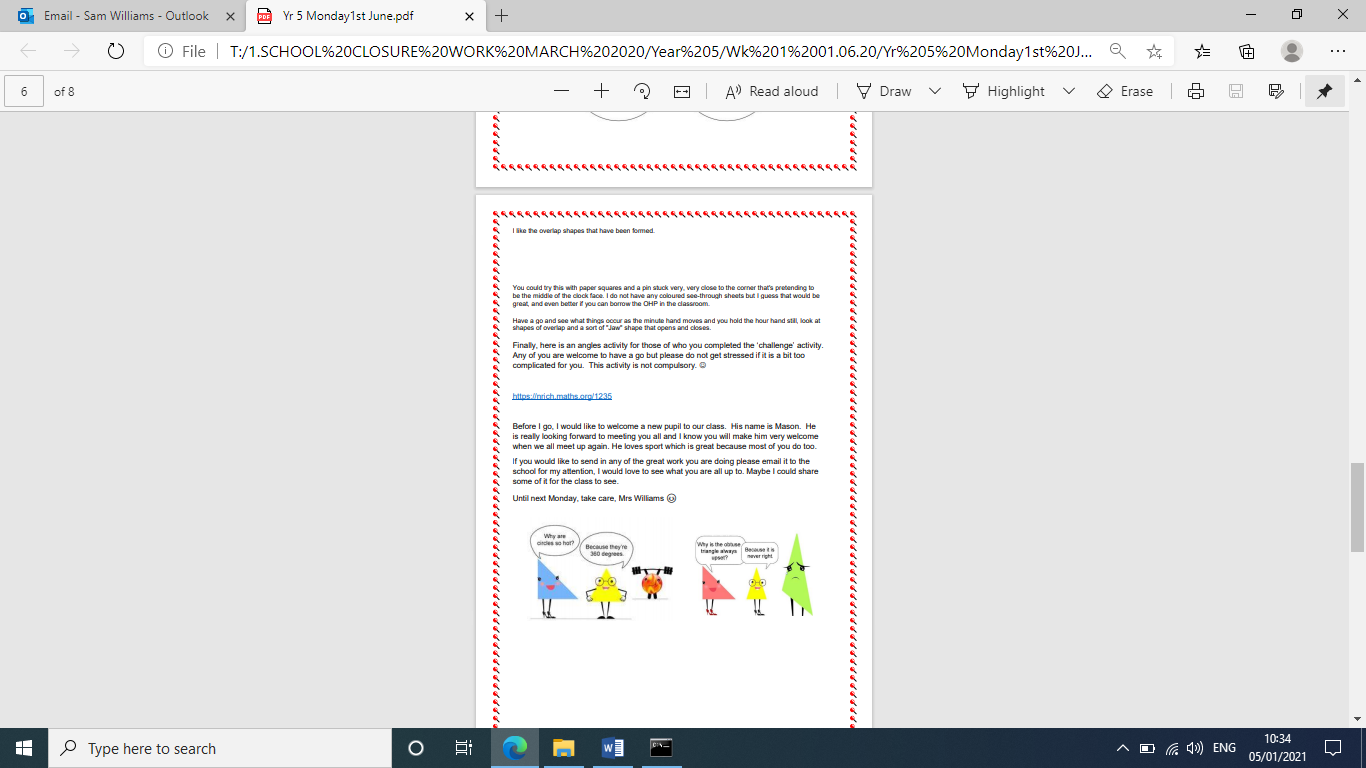 Email - Sam Williams - Outlook
Yr 5 Monday1st June.pdf
File
T:/1.SCHOOL%20CLOSURE%20WORK%20MARCH%202020/Year%205/Wk%201%2001.06.20/Yr%205%20Monday1st%20J...
6 of 8
Read aloud
Draw
Highlight
Erase
I like the overlap shapes that have been formed.
You could try this with paper squares and a pin stuck very, very close to the corner that's pretending to
be the middle of the clock face. I do not have any coloured see-through sheets but I guess that would be
great, and even better if you can borrow the OHP in the classroom.
Have a go and see what things occur as the minute hand moves and you hold the hour hand still, look at
shapes of overlap and a sort of "Jaw" shape that opens and closes.
Finally, here is an angles activity for those of who you completed the 'challenge' activity.
Any of you are welcome to have a go but please do not get stressed if it is a bit too
complicated for you. This activity is not compulsory. ☺
https://nrich.maths.org/1235
Before I go, I would like to welcome a new pupil to our class. His name is Mason. He
is really looking forward to meeting you all and I know you will make him very welcome
when we all meet up again. He loves sport which is great because most of you do too.
If you would like to send in any of the great work you are doing please email it to the
school for my attention, I would love to see what you are all up to. Maybe I could share
some of it for the class to see.
Until next Monday, take care, Mrs Williams ☺
Why are
circles so hot?
Because they're
360 degrees.
Why is the obtuse
triangle always
upset?
Because it is
never right.
Type here to search
ENG
10:34
05/01/2021